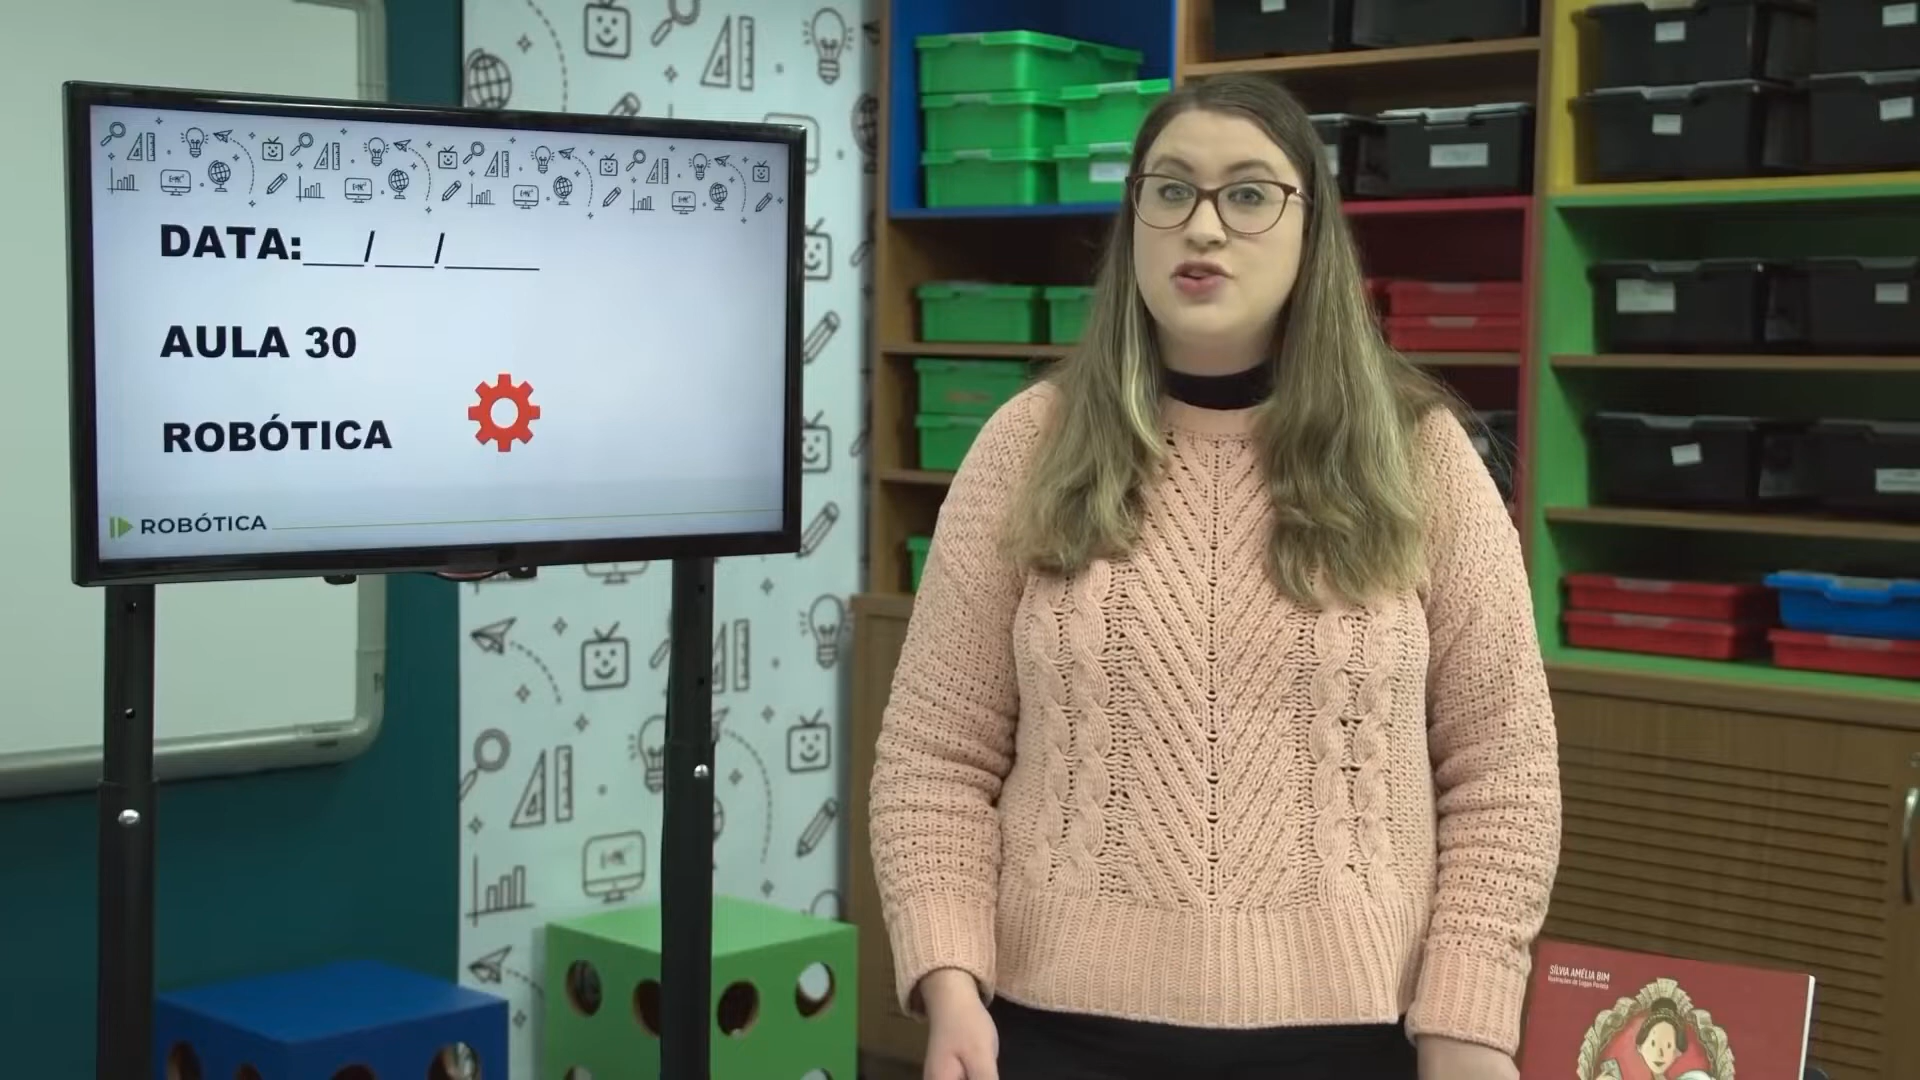 DATA:___/___/_____
AULA 30
ROBÓTICA
ROBÓTICA
SÍLVIA AMÉLIA BIM